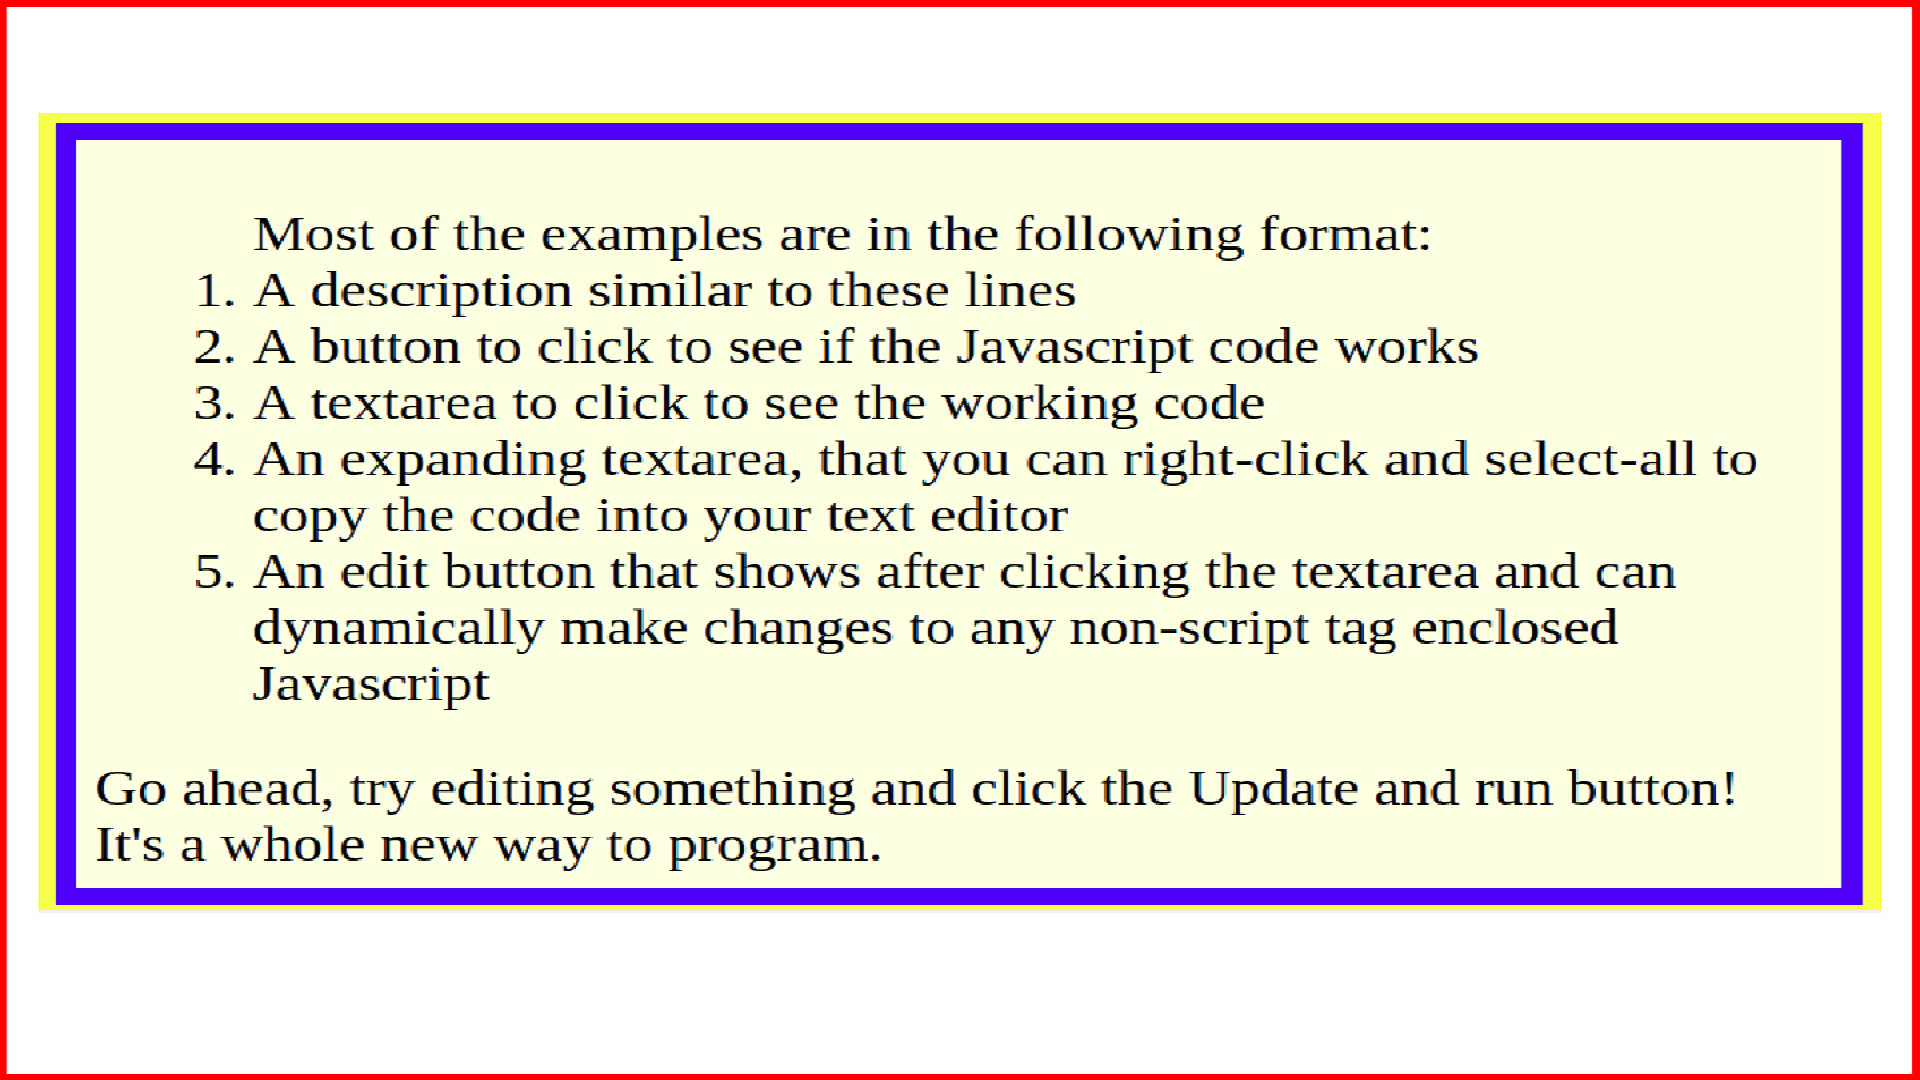 Most of the examples are in the following format:
1. A description similar to these lines
2. A button to click to see if the Javascript code works
3. A textarea to click to see the working code
4. An expanding textarea, that you can right-click and select-all to
copy the code into your text editor
5. An edit button that shows after clicking the textarea and can
dynamically make changes to any non-script tag enclosed
Javascript
Go ahead, try editing something and click the Update and run button!
It's a whole new way to program.